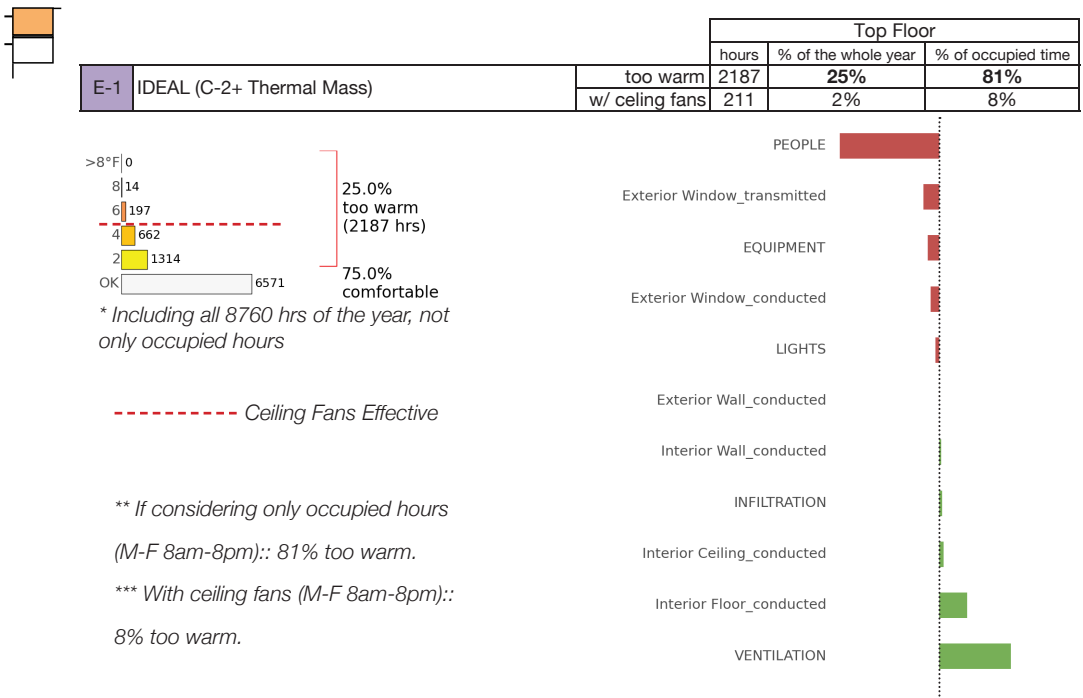 Top Floor
hours % of the whole year % of occupied time
E-1 IDEAL (C-2+ Thermal Mass) too warm 2187 25% 81%
w/ celing fans 211 2% 8%
>8°F 0
8 14
6 197
4 662
2 1314
OK 6571
25.0%
too warm
(2187 hrs)
75.0%
comfortable
* Including all 8760 hrs of the year, not
only occupied hours
Ceiling Fans Effective
** If considering only occupied hours
(M-F 8am-8pm):: 81% too warm.
*** With ceiling fans (M-F 8am-8pm)::
8% too warm.
PEOPLE
Exterior Window_transmitted
EQUIPMENT
Exterior Window_conducted
LIGHTS
Exterior Wall_conducted
Interior Wall_conducted
INFILTRATION
Interior Ceiling_conducted
Interior Floor_conducted
VENTILATION